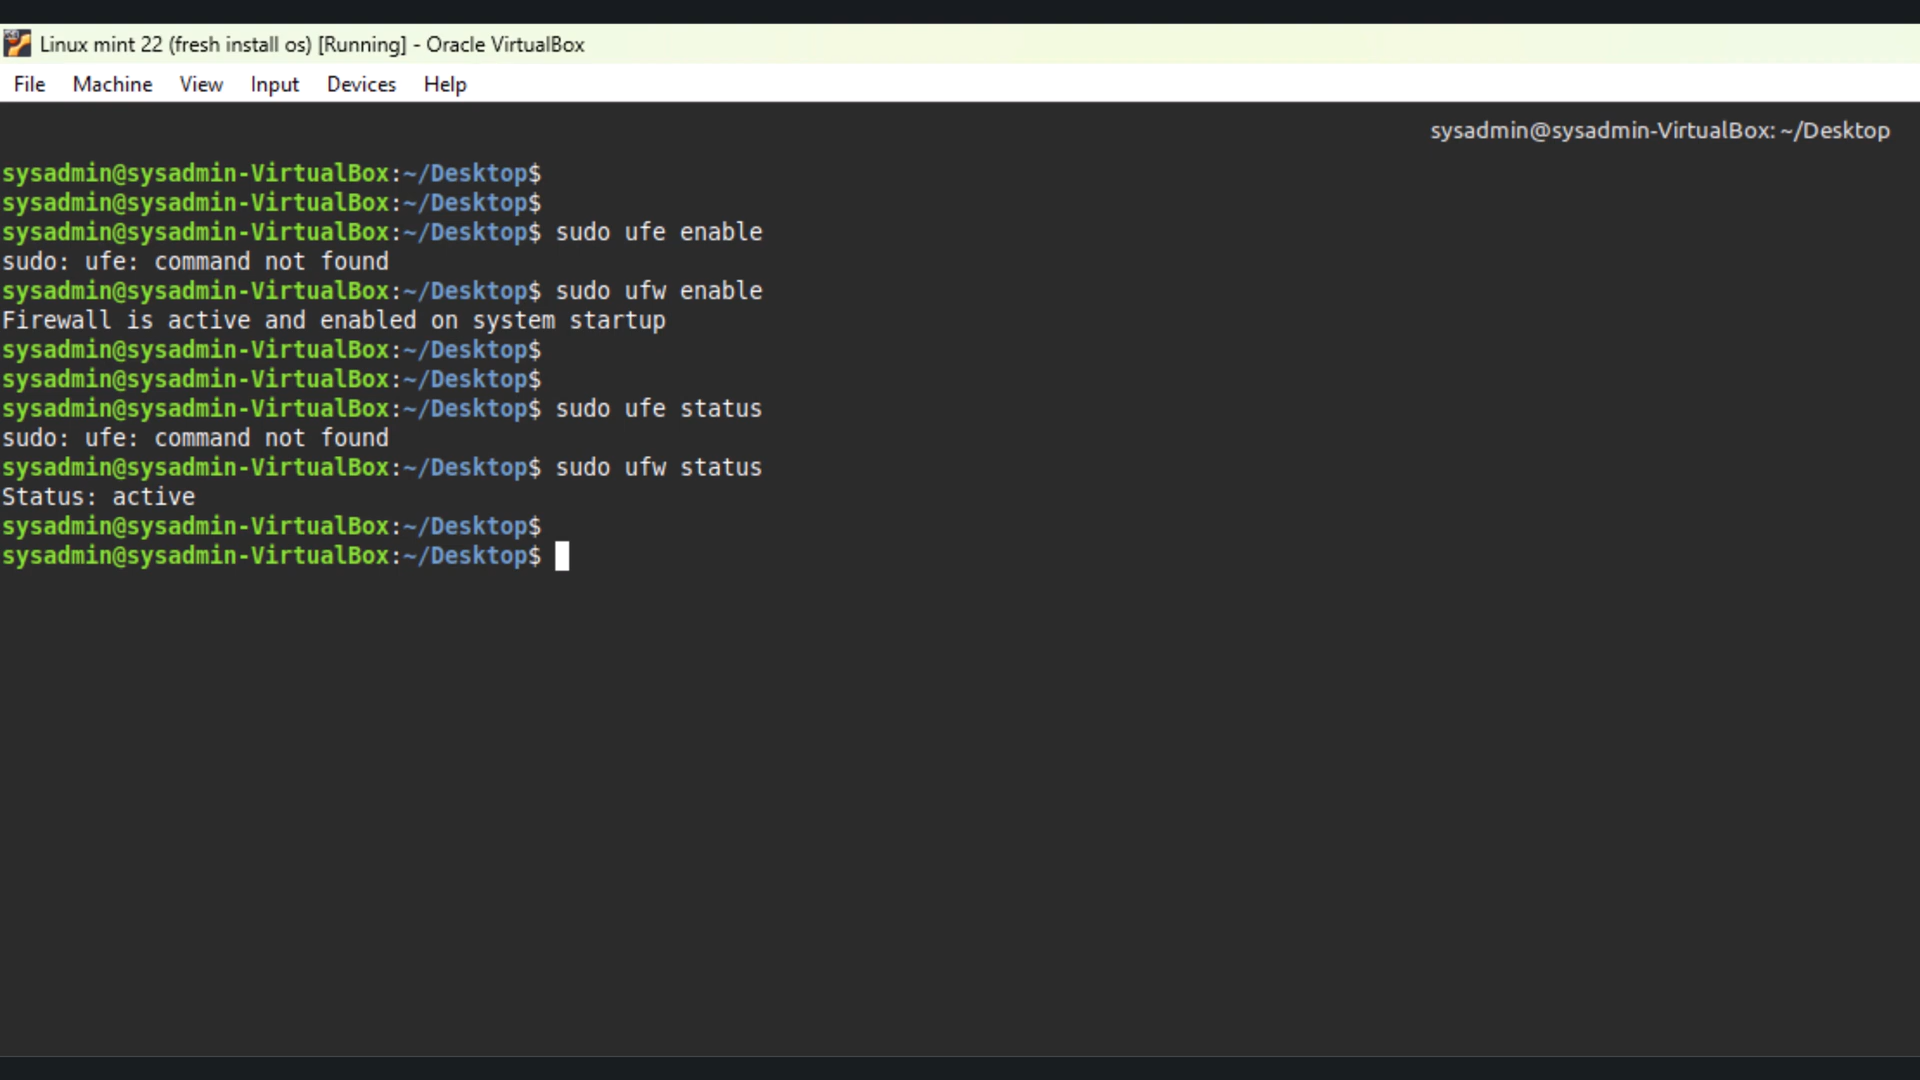 Linux mint 22 (fresh install os) [Running] - Oracle VirtualBox
File Machine View Input Devices Help
sysadmin@sysadmin-VirtualBox: ~/Desktop
sysadmin@sysadmin-VirtualBox:~/Desktop$
sysadmin@sysadmin-VirtualBox:~/Desktop$
sysadmin@sysadmin-VirtualBox:~/Desktop$ sudo ufe enable
sudo: ufe: command not found
sysadmin@sysadmin-VirtualBox:~/Desktop$ sudo ufw enable
Firewall is active and enabled on system startup
sysadmin@sysadmin-VirtualBox:~/Desktop$
sysadmin@sysadmin-VirtualBox:~/Desktop$
sysadmin@sysadmin-VirtualBox:~/Desktop$ sudo ufe status
sudo: ufe: command not found
sysadmin@sysadmin-VirtualBox:~/Desktop$ sudo ufw status
Status: active
sysadmin@sysadmin-VirtualBox:~/Desktop$
sysadmin@sysadmin-VirtualBox:~/Desktop$